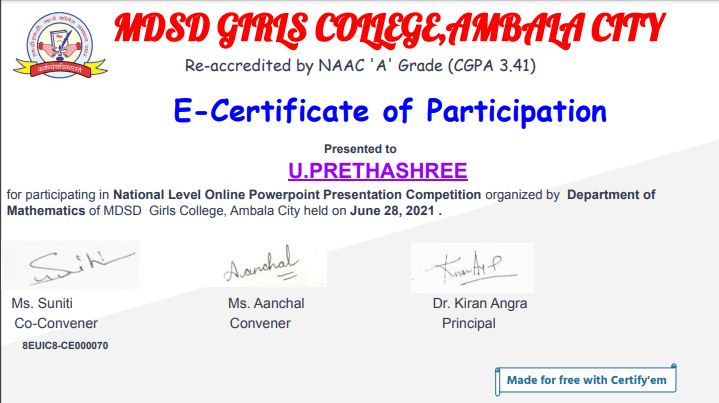 MDSD GIRLS COLLEGE,AMBALA CITY
Re-accredited by NAAC 'A' Grade (CGPA 3.41)
E-Certificate of Participation
Presented to
U.PRETHASHREE
for participating in National Level Online Powerpoint Presentation Competition organized by Department of
Mathematics of MDSD Girls College, Ambala City held on June 28, 2021 .
Suniti Aanchal
Ms. Suniti Ms. Aanchal Dr. Kiran Angra
Co-Convener Convener Principal
8EUIC8-CE000070
Made for free with Certify'em